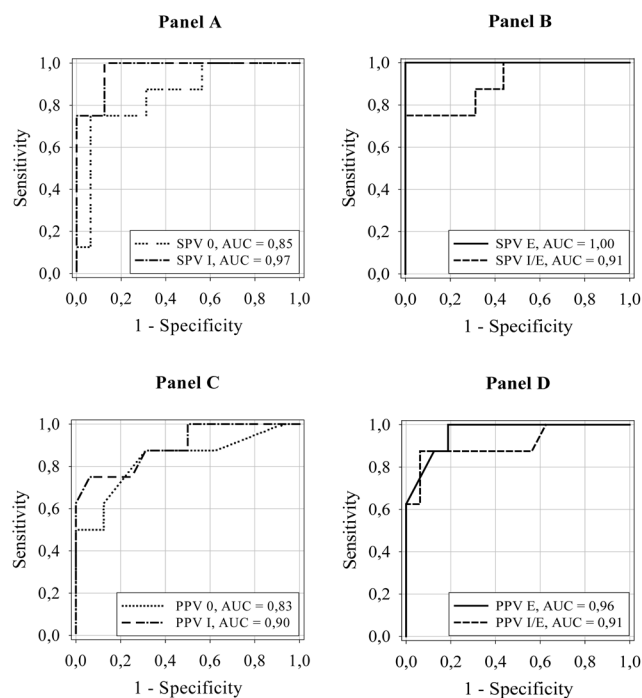 Panel A
Sensitivity
1,0
0,8
0,6
0,4
0,2
0,0
SPV 0, AUC = 0,85
SPV I, AUC = 0,97
0,0 0,2 0,4 0,6 0,8 1,0
1 - Specificity
Panel B
Sensitivity
1,0
0,8
0,6
0,4
0,2
0,0
SPV E, AUC = 1,00
SPV I/E, AUC = 0,91
0,0 0,2 0,4 0,6 0,8 1,0
1 - Specificity
Panel C
Sensitivity
1,0
0,8
0,6
0,4
0,2
0,0
PPV 0, AUC = 0,83
PPV I, AUC = 0,90
0,0 0,2 0,4 0,6 0,8 1,0
1 - Specificity
Panel D
Sensitivity
1,0
0,8
0,6
0,4
0,2
0,0
PPV E, AUC = 0,96
PPV I/E, AUC = 0,91
0,0 0,2 0,4 0,6 0,8 1,0
1 - Specificity